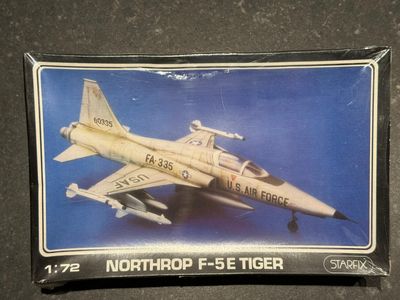 60335
FA-335
U.S. AIR FORCE
USAF
1:72 NORTHROP F-5E TIGER STARFIX